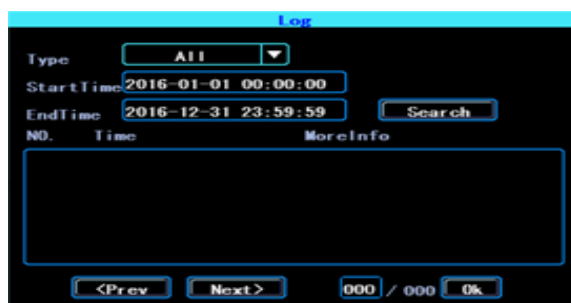 Log
Type All
StartTime 2016-01-01 00:00:00
EndTime 2016-12-31 23:59:59 Search
NO. Time MoreInfo
<Prev Next> 000 / 000 Ok